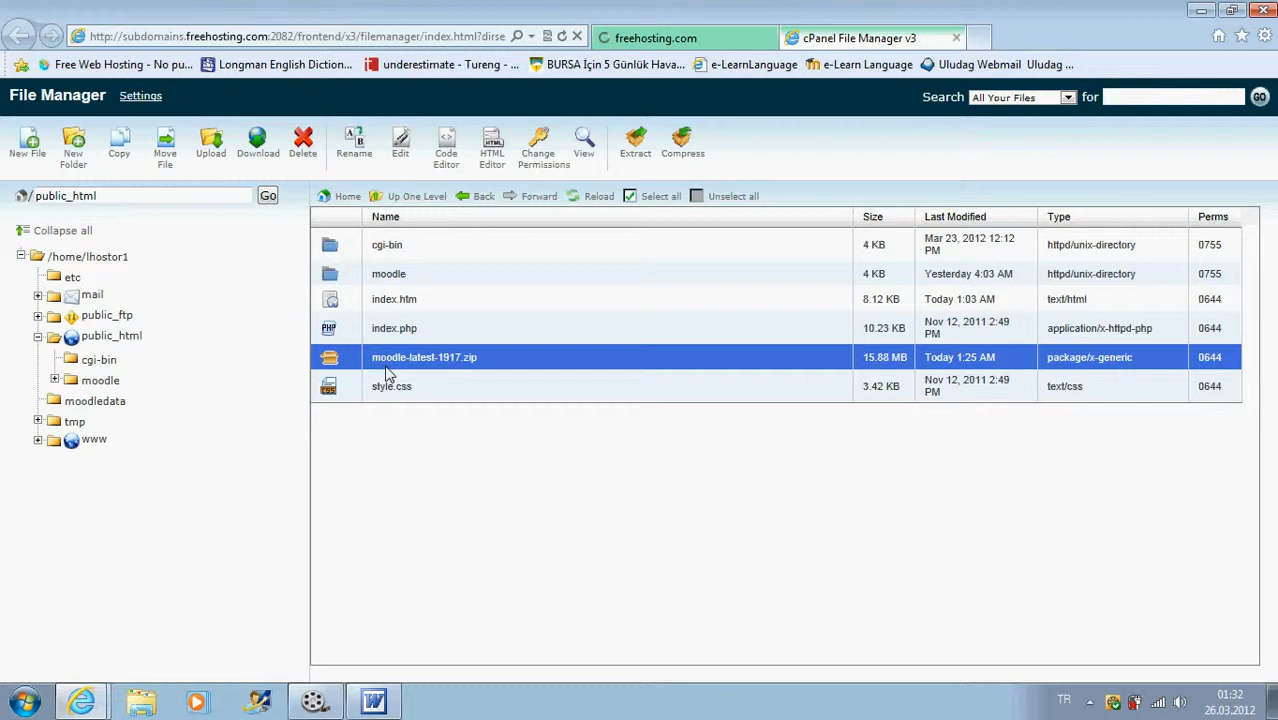 http://subdomains.freehosting.com:2082/frontend/x3/filemanager/index.html?dirse
freehosting.com
cPanel File Manager v3
Free Web Hosting - No pu...
Longman English Diction...
underestimate - Tureng - ...
BURSA İçin 5 Günlük Hava...
e-LearnLanguage
e-Learn Language
Uludag Webmail Uludag ...
File Manager
Settings
Search
All Your Files
for
GO
New File
New Folder
Copy
Move File
Upload
Download
Delete
Rename
Edit
Code Editor
HTML Editor
Change Permissions
View
Extract
Compress
/public_html
Go
Home
Up One Level
Back
Forward
Reload
Select all
Unselect all
Collapse all
/home/lhostor1
etc
mail
public_ftp
public_html
cgi-bin
moodle
moodledata
tmp
www
Name Size Last Modified Type Perms
cgi-bin 4 KB Mar 23, 2012 12:12 PM httpd/unix-directory 0755
moodle 4 KB Yesterday 4:03 AM httpd/unix-directory 0755
index.htm 8.12 KB Today 1:03 AM text/html 0644
PHP index.php 10.23 KB Nov 12, 2011 2:49 PM application/x-httpd-php 0644
moodle-latest-1917.zip 15.88 MB Today 1:25 AM package/x-generic 0644
CSS style.css 3.42 KB Nov 12, 2011 2:49 PM text/css 0644
TR
01:32
26.03.2012